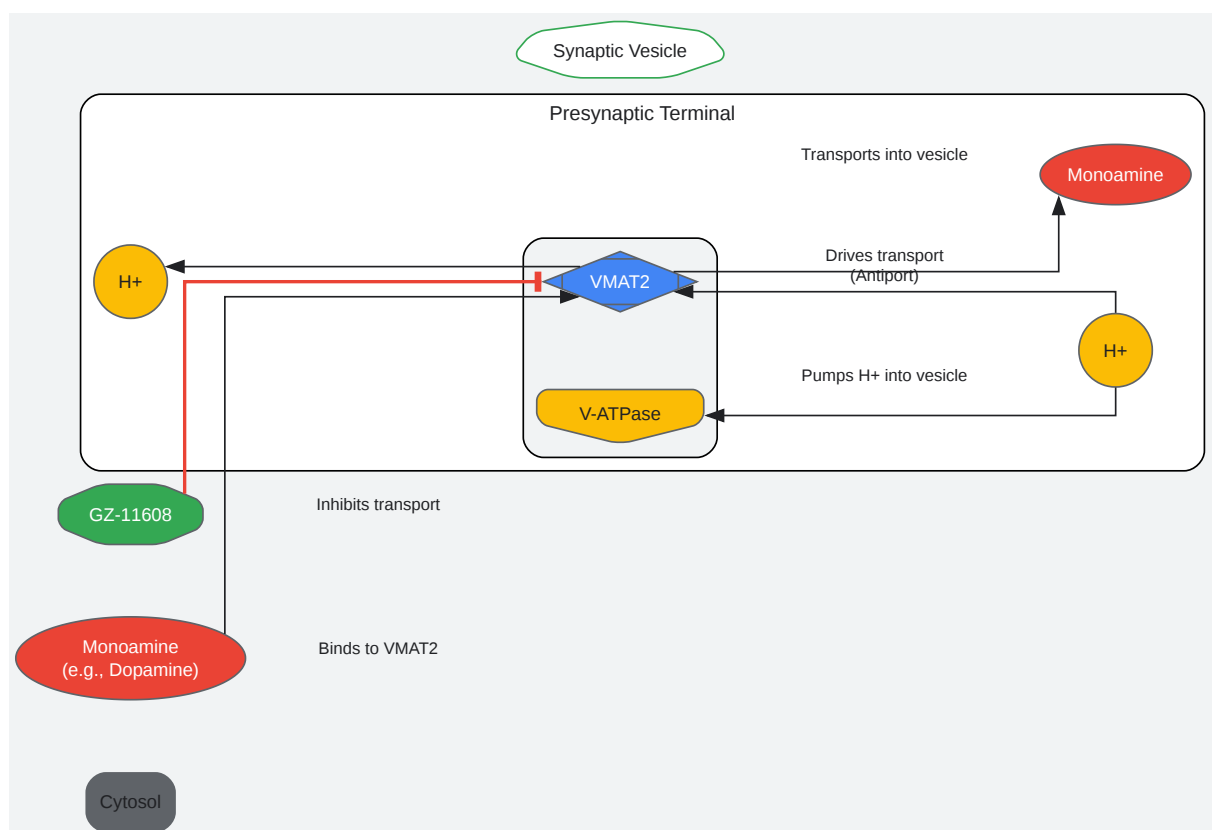 Synaptic Vesicle
Presynaptic Terminal
Transports into vesicle
Monoamine
Drives transport
(Antiport)
H+
VMAT2
H+
Pumps H+ into vesicle
V-ATPase
GZ-11608
Inhibits transport
Monoamine
(e.g., Dopamine)
Binds to VMAT2
Cytosol